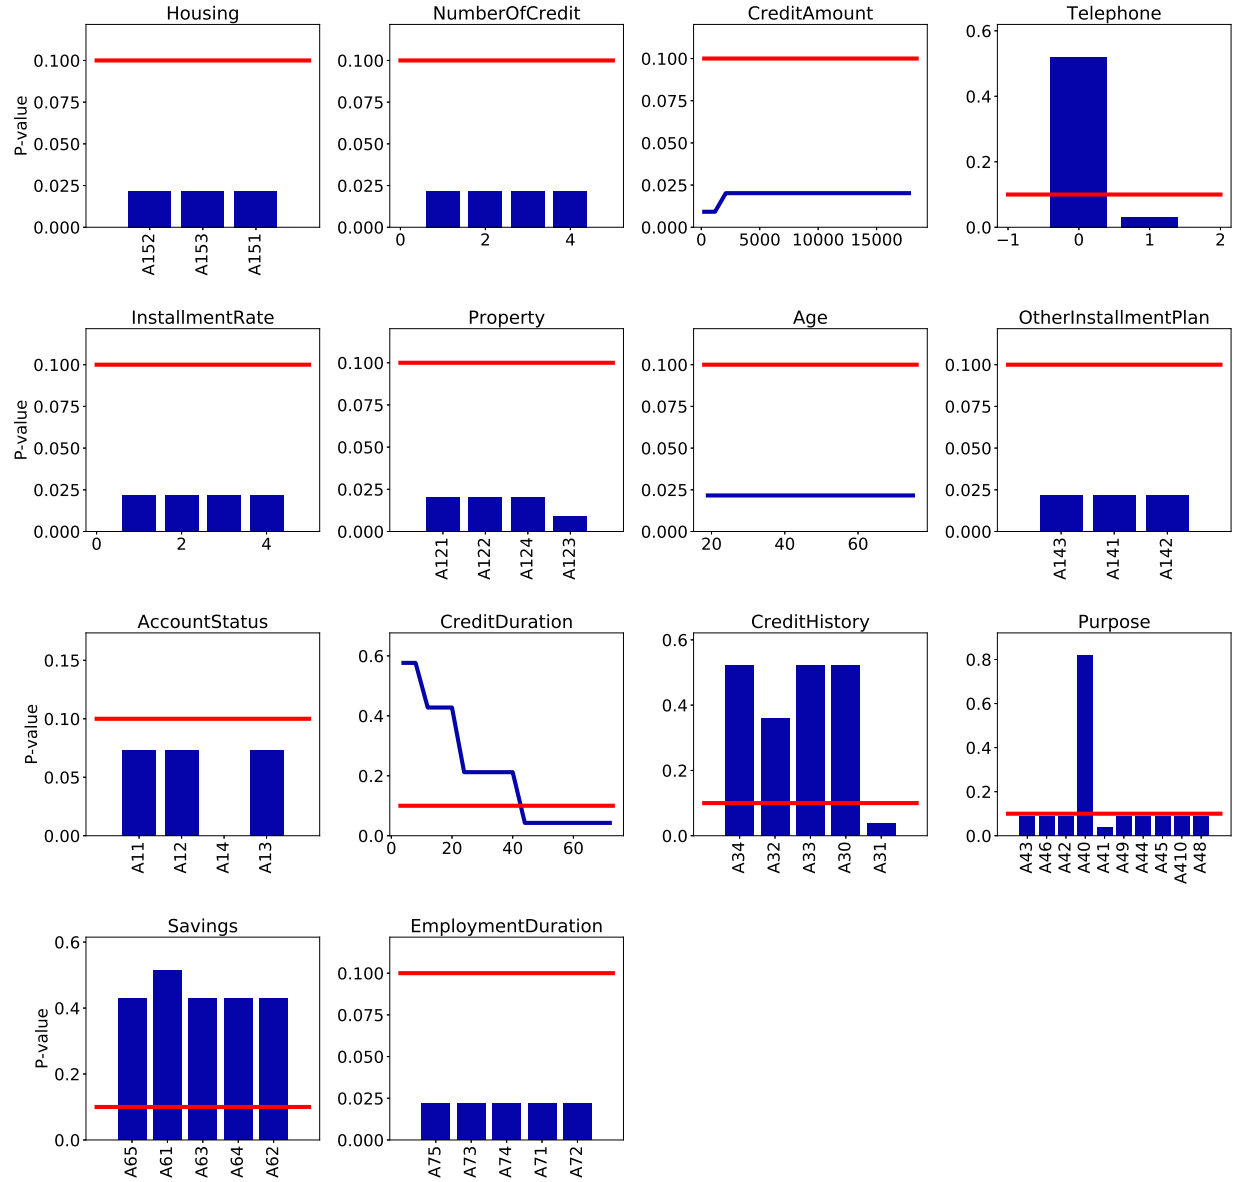 Housing
P-value
0.100
0.075
0.050
0.025
0.000
A152 A153 A151
NumberOfCredit
0.100
0.075
0.050
0.025
0.000
0 2 4
CreditAmount
0.100
0.075
0.050
0.025
0.000
0 5000 10000 15000
Telephone
0.6
0.4
0.2
0.0
−1 0 1 2
InstallmentRate
P-value
0.100
0.075
0.050
0.025
0.000
0 2 4
Property
0.100
0.075
0.050
0.025
0.000
A121 A122 A124 A123
Age
0.100
0.075
0.050
0.025
0.000
20 40 60
OtherInstallmentPlan
0.100
0.075
0.050
0.025
0.000
A143 A141 A142
AccountStatus
P-value
0.15
0.10
0.05
0.00
A11 A12 A14 A13
CreditDuration
0.6
0.4
0.2
0.0
0 20 40 60
CreditHistory
0.6
0.4
0.2
0.0
A34 A32 A33 A30 A31
Purpose
0.8
0.6
0.4
0.2
0.0
A43 A46 A42 A40 A41 A49 A44 A45 A410 A48
Savings
P-value
0.6
0.4
0.2
0.0
A65 A61 A63 A64 A62
EmploymentDuration
0.100
0.075
0.050
0.025
0.000
A75 A73 A74 A71 A72